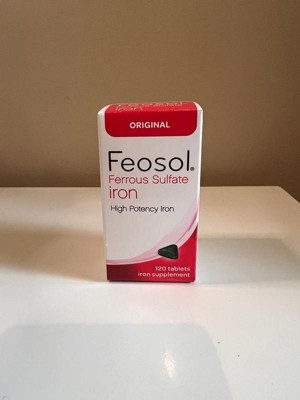 ORIGINAL
Feosol®
Ferrous Sulfate
iron
High Potency Iron
120 tablets
iron supplement